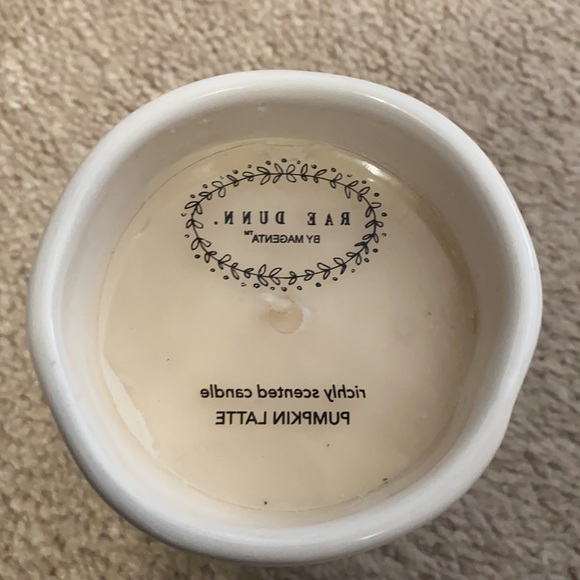 RAE DUNN.
BY MAGENTA™
richly scented candle
PUMPKIN LATTE